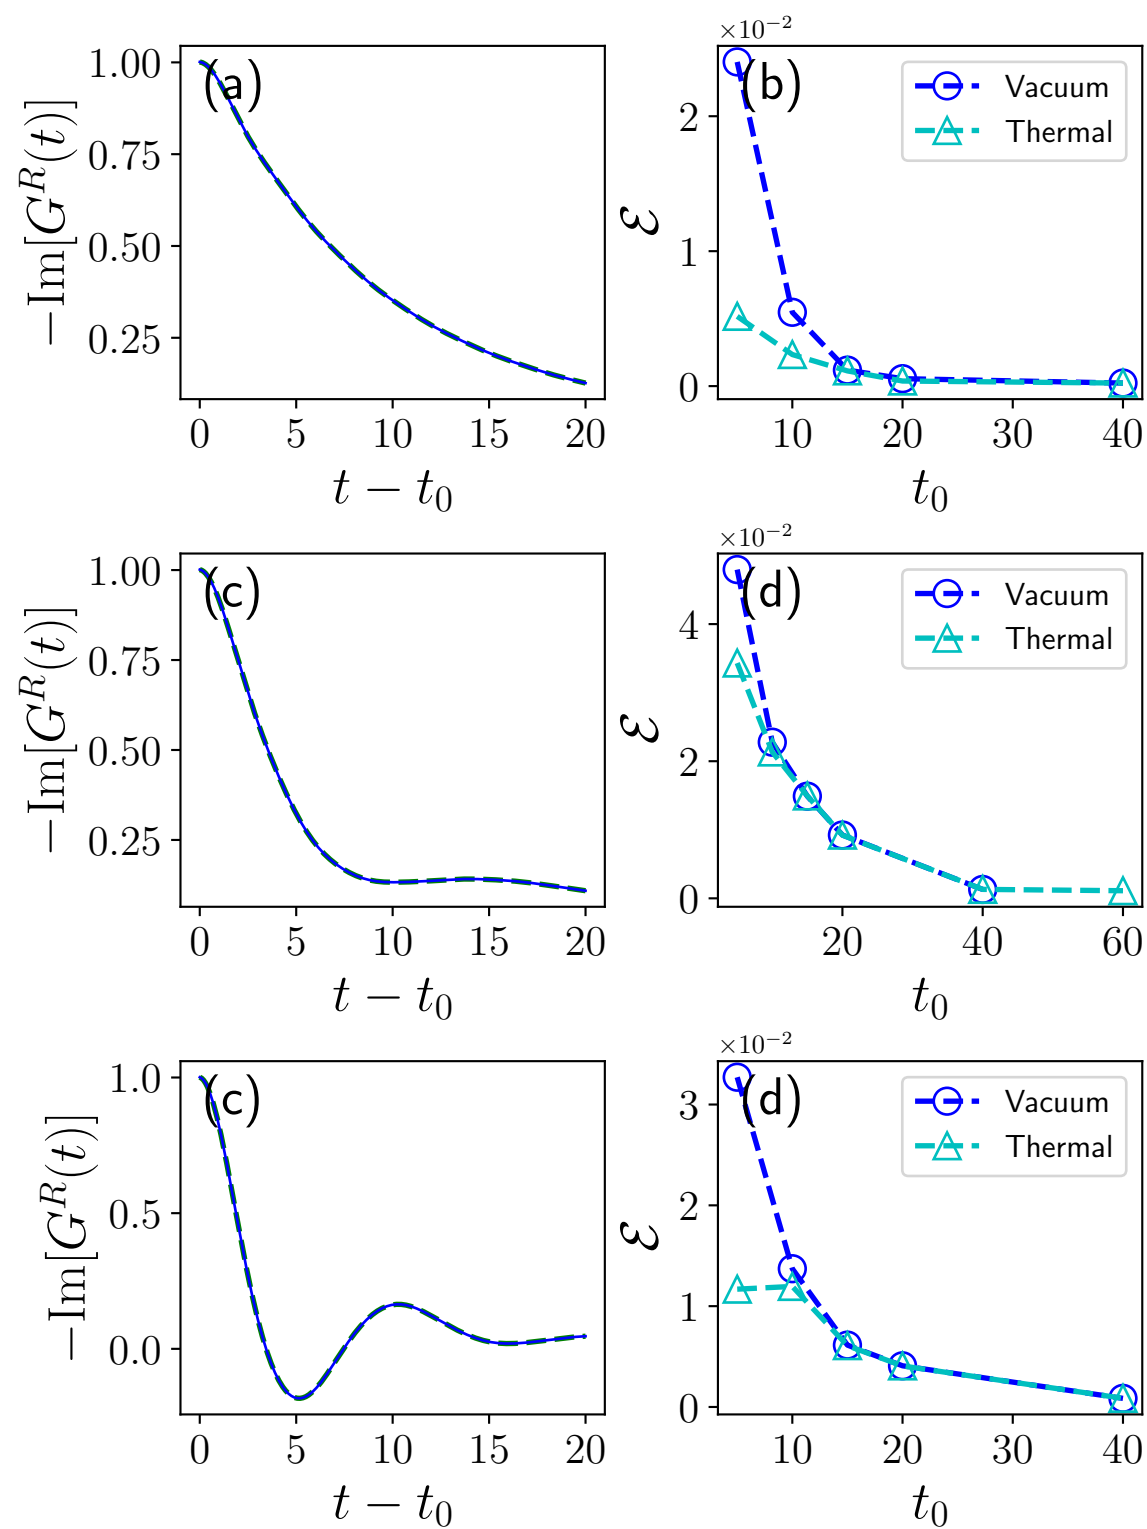 (a)
−Im[G^R(t)]
1.00
0.75
0.50
0.25
0 5 10 15 20
t − t_0
×10^−2
(b)
Vacuum
Thermal
ℰ
2
1
0
10 20 30 40
t_0
(c)
−Im[G^R(t)]
1.00
0.75
0.50
0.25
0 5 10 15 20
t − t_0
×10^−2
(d)
Vacuum
Thermal
ℰ
4
2
0
20 40 60
t_0
(c)
−Im[G^R(t)]
1.0
0.5
0.0
0 5 10 15 20
t − t_0
×10^−2
(d)
Vacuum
Thermal
ℰ
3
2
1
0
10 20 30 40
t_0